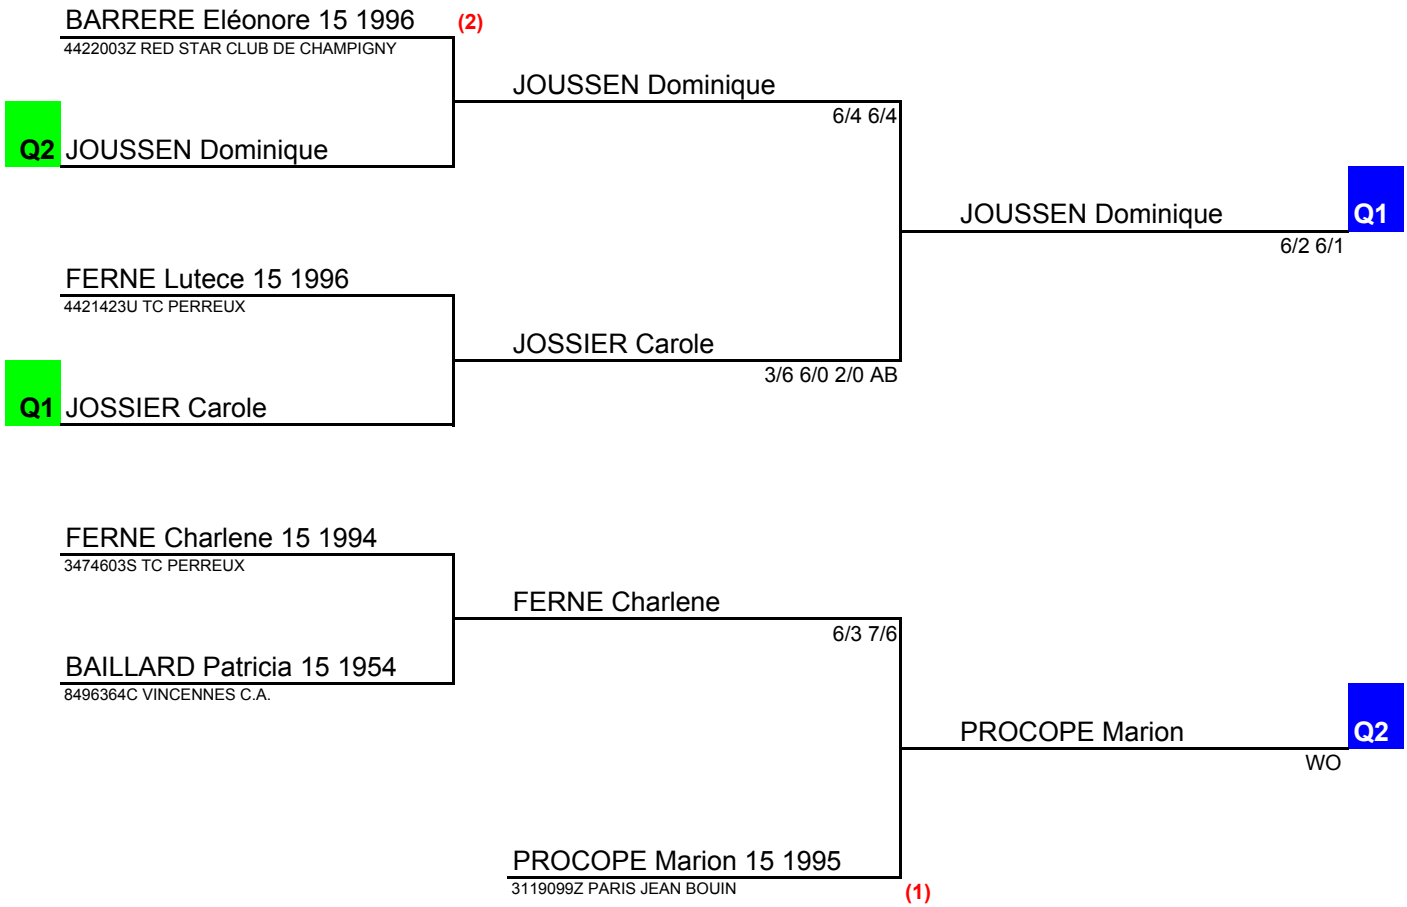 BARRERE Eléonore 15 1996 (2)
4422003Z RED STAR CLUB DE CHAMPIGNY
JOUSSEN Dominique
6/4 6/4
Q2 JOUSSEN Dominique
JOUSSEN Dominique Q1
6/2 6/1
FERNE Lutece 15 1996
4421423U TC PERREUX
JOSSIER Carole
3/6 6/0 2/0 AB
Q1 JOSSIER Carole
FERNE Charlene 15 1994
3474603S TC PERREUX
FERNE Charlene
6/3 7/6
BAILLARD Patricia 15 1954
8496364C VINCENNES C.A.
PROCOPE Marion Q2
WO
PROCOPE Marion 15 1995
3119099Z PARIS JEAN BOUIN (1)